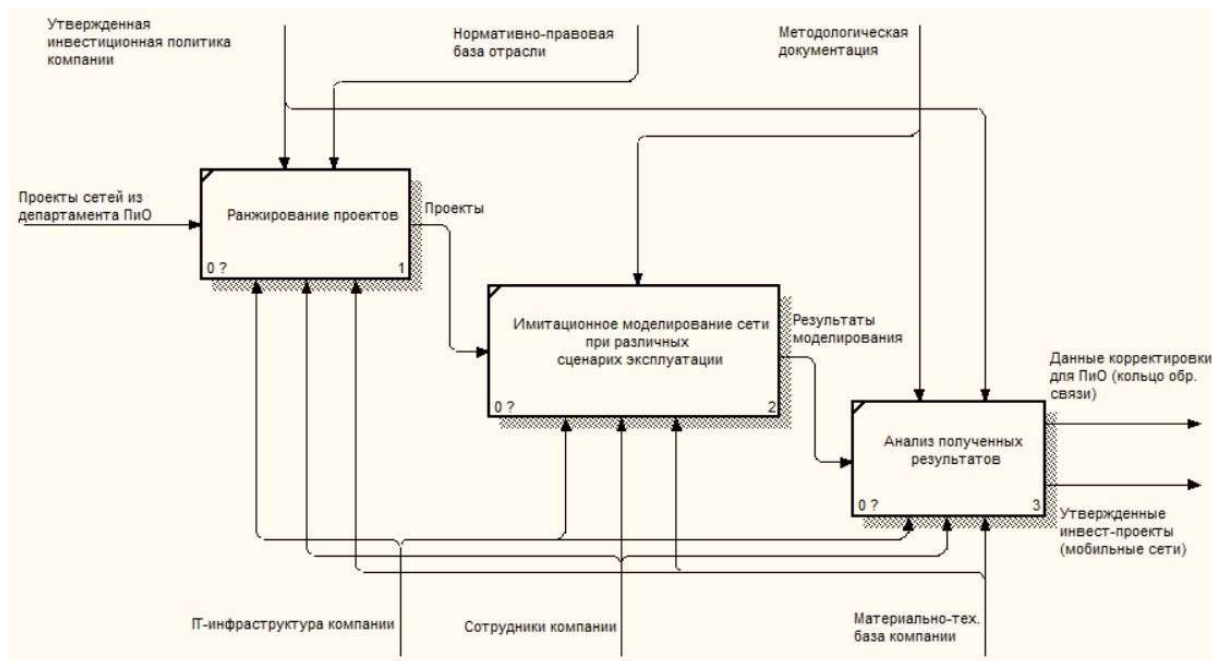 Утвержденная
инвестиционная политика
компании
Нормативно-правовая
база отрасли
Методологическая
документация
Проекты сетей из
департамента ПиО
Ранжирование проектов
0 ?
1
Проекты
Имитационное моделирование сети
при различных
сценариях эксплуатации
0 ?
2
Результаты
моделирования
Данные корректировки
для ПиО (кольцо обр.
связи)
Анализ полученных
результатов
0 ?
3
Утвержденные
инвест-проекты
(мобильные сети)
IT-инфраструктура компании
Сотрудники компании
Материально-тех.
база компании